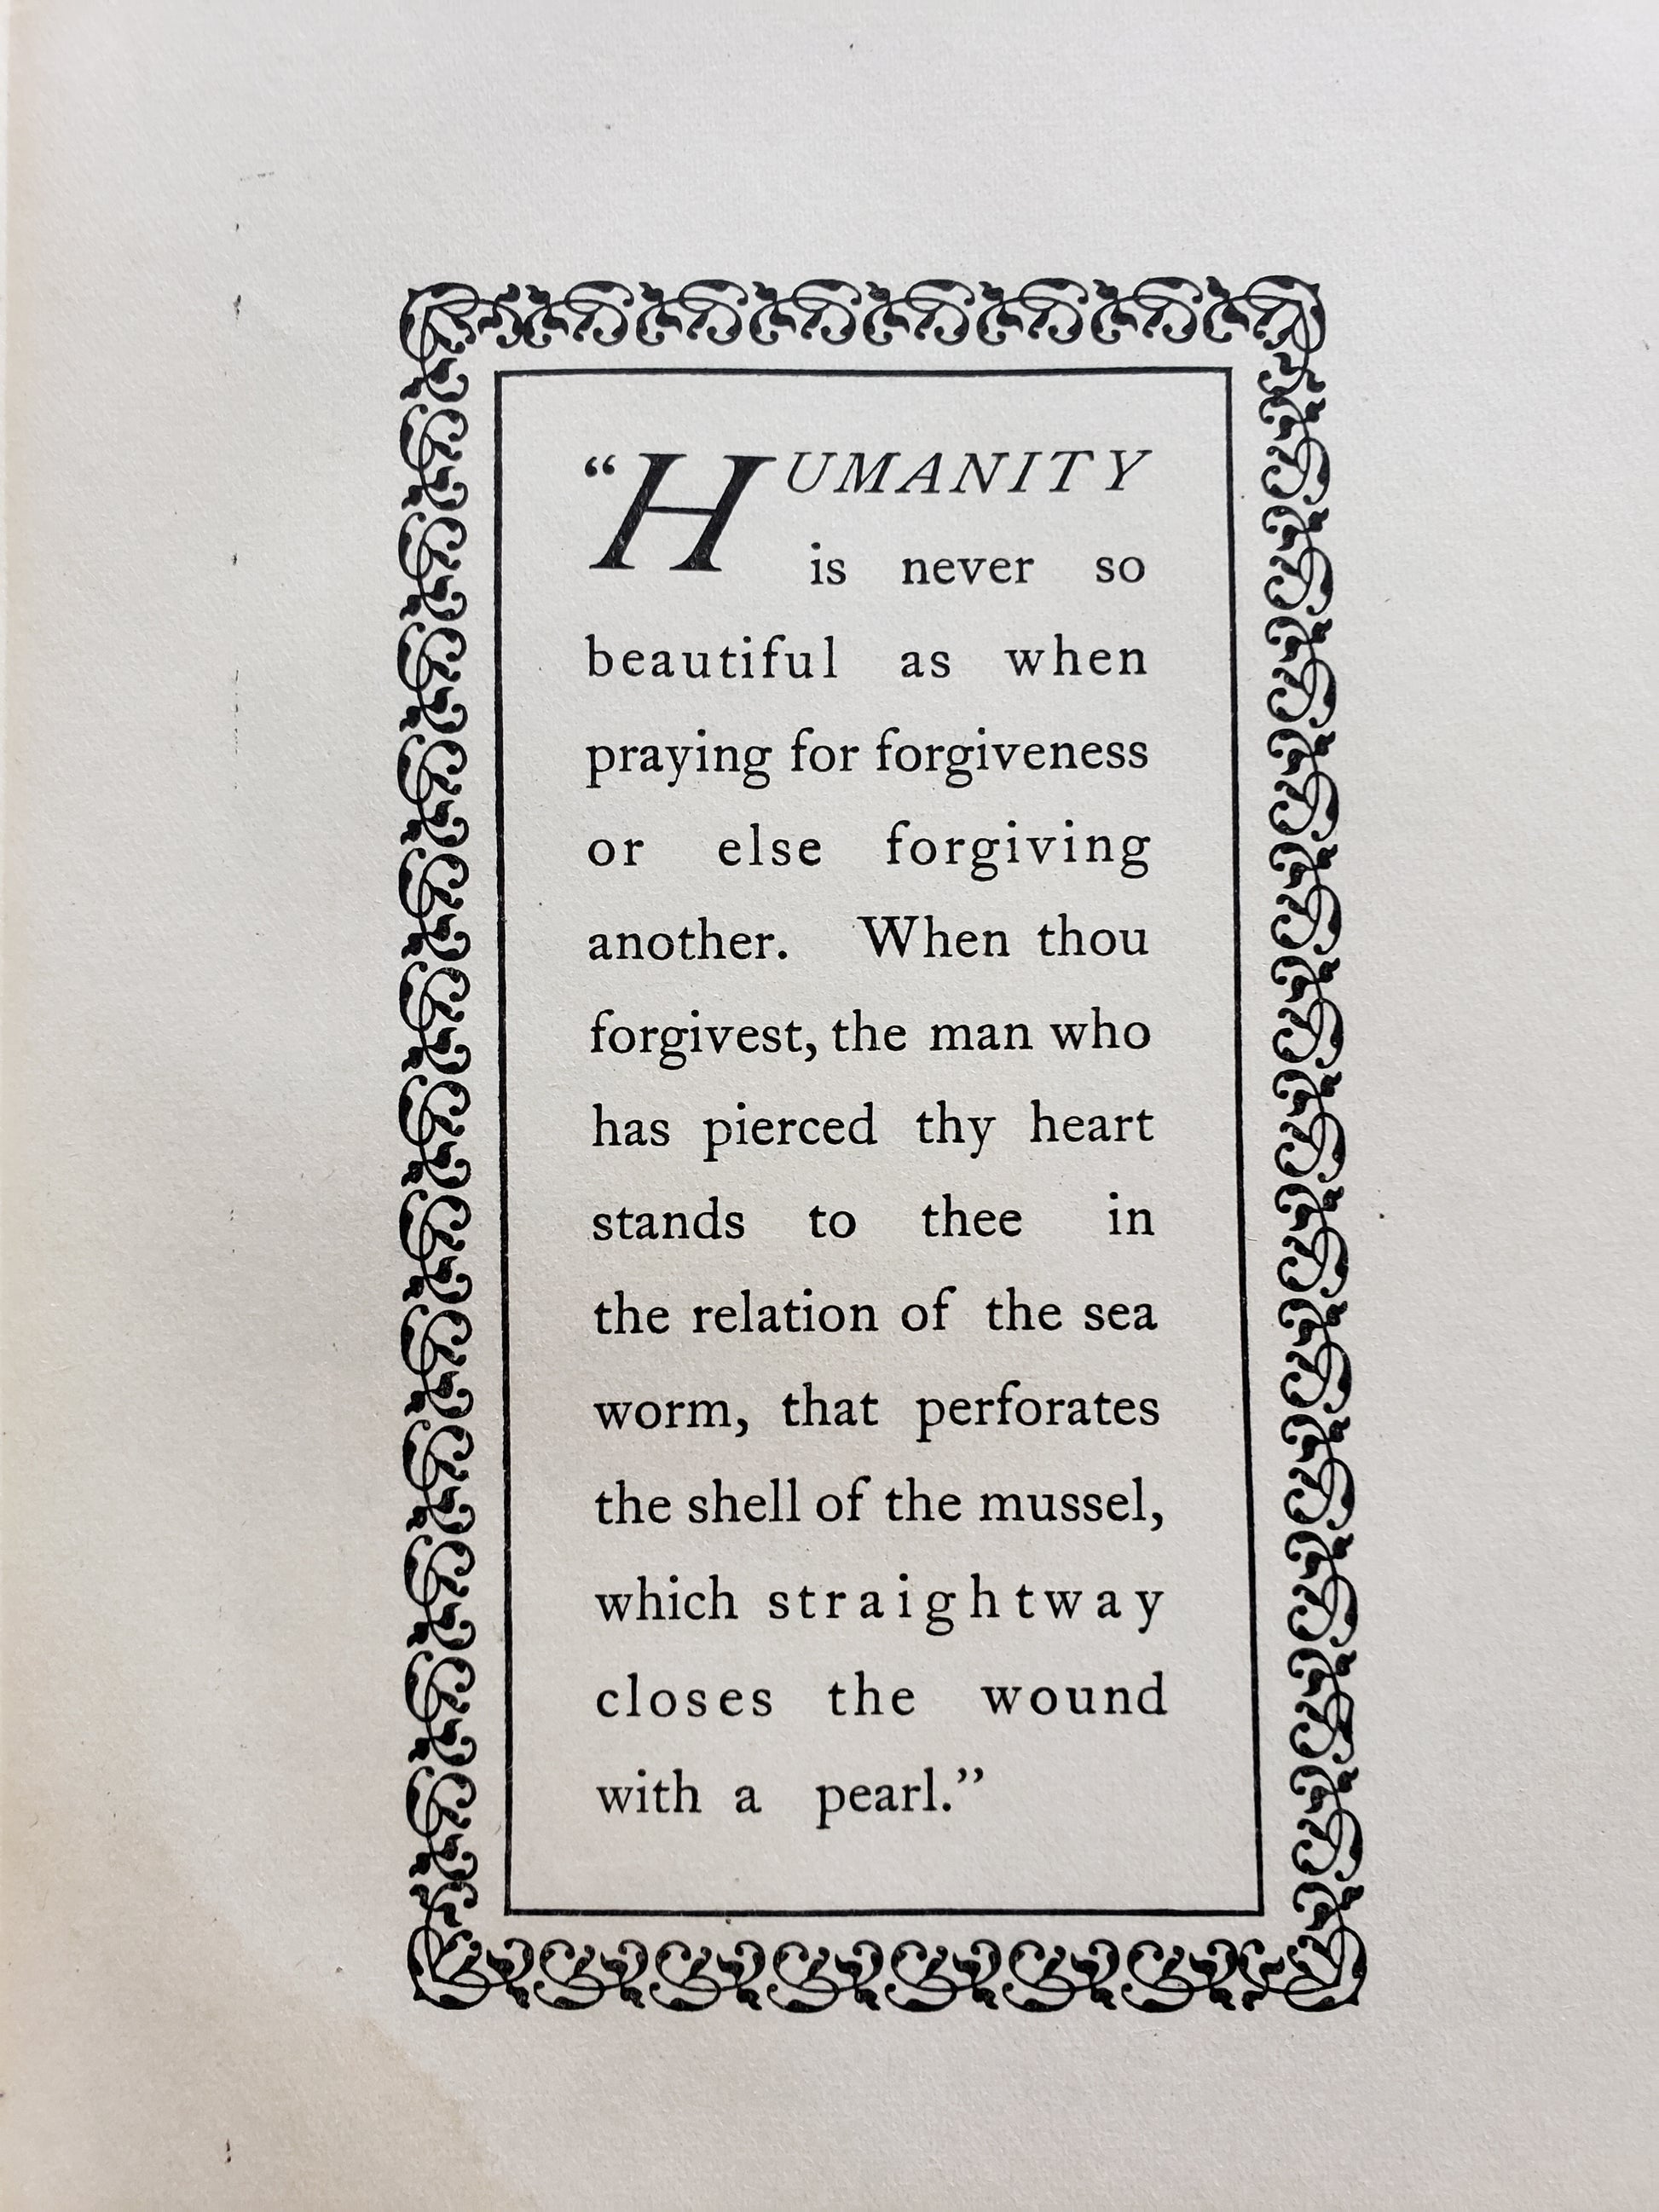 “HUMANITY
is never so
beautiful as when
praying for forgiveness
or else forgiving
another. When thou
forgivest, the man who
has pierced thy heart
stands to thee in
the relation of the sea
worm, that perforates
the shell of the mussel,
which straightway
closes the wound
with a pearl.”